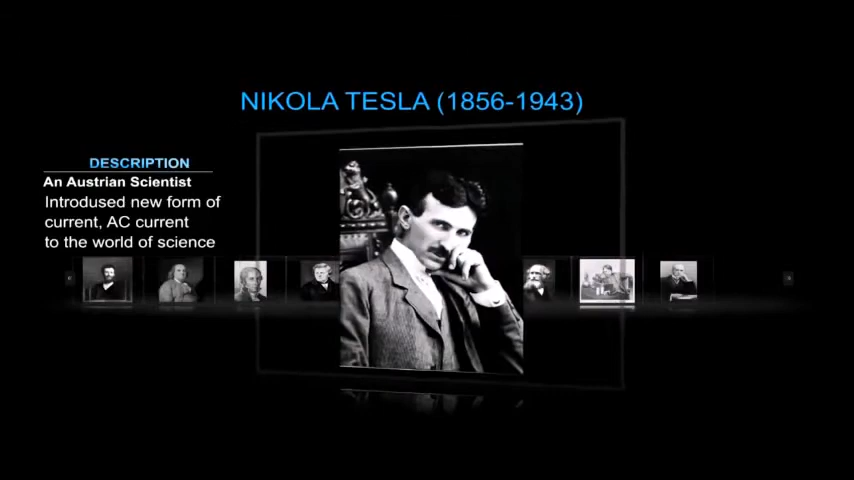 NIKOLA TESLA (1856-1943)
DESCRIPTION
An Austrian Scientist
Introdused new form of
current, AC current
to the world of science